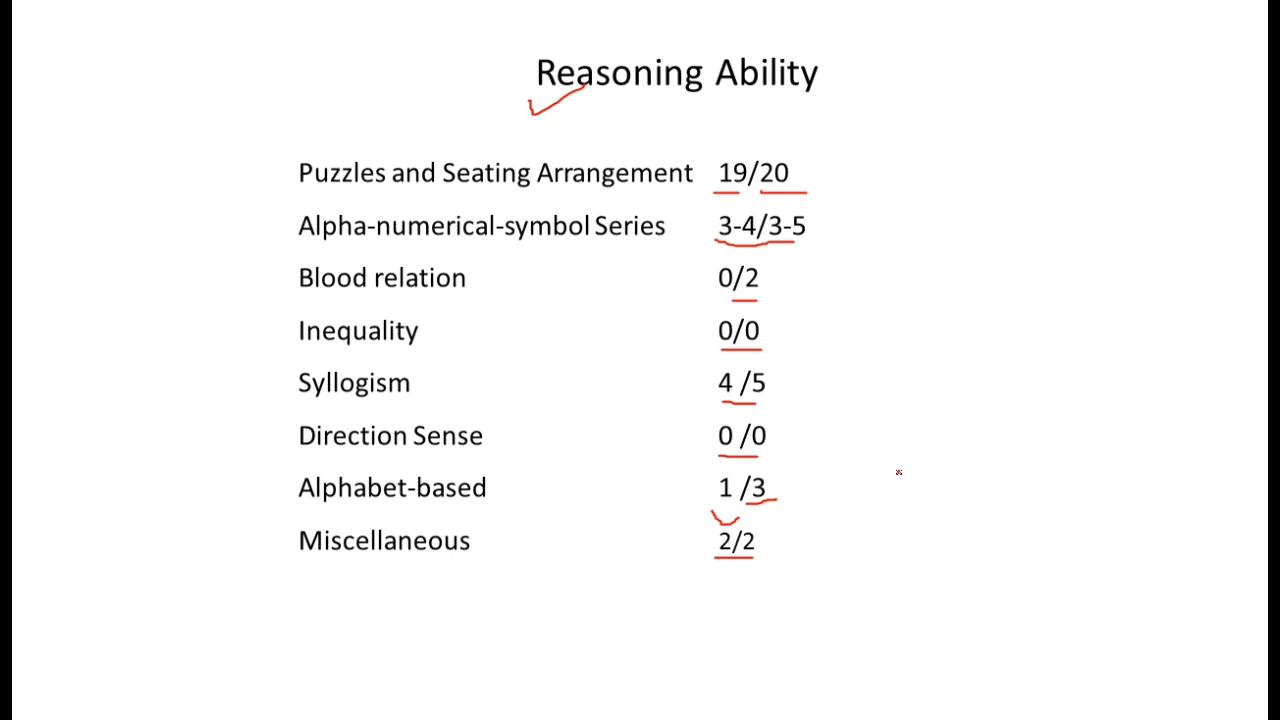 Reasoning Ability
Puzzles and Seating Arrangement 19/20
Alpha-numerical-symbol Series 3-4/3-5
Blood relation 0/2
Inequality 0/0
Syllogism 4 /5
Direction Sense 0 /0
Alphabet-based 1 /3
Miscellaneous 2/2